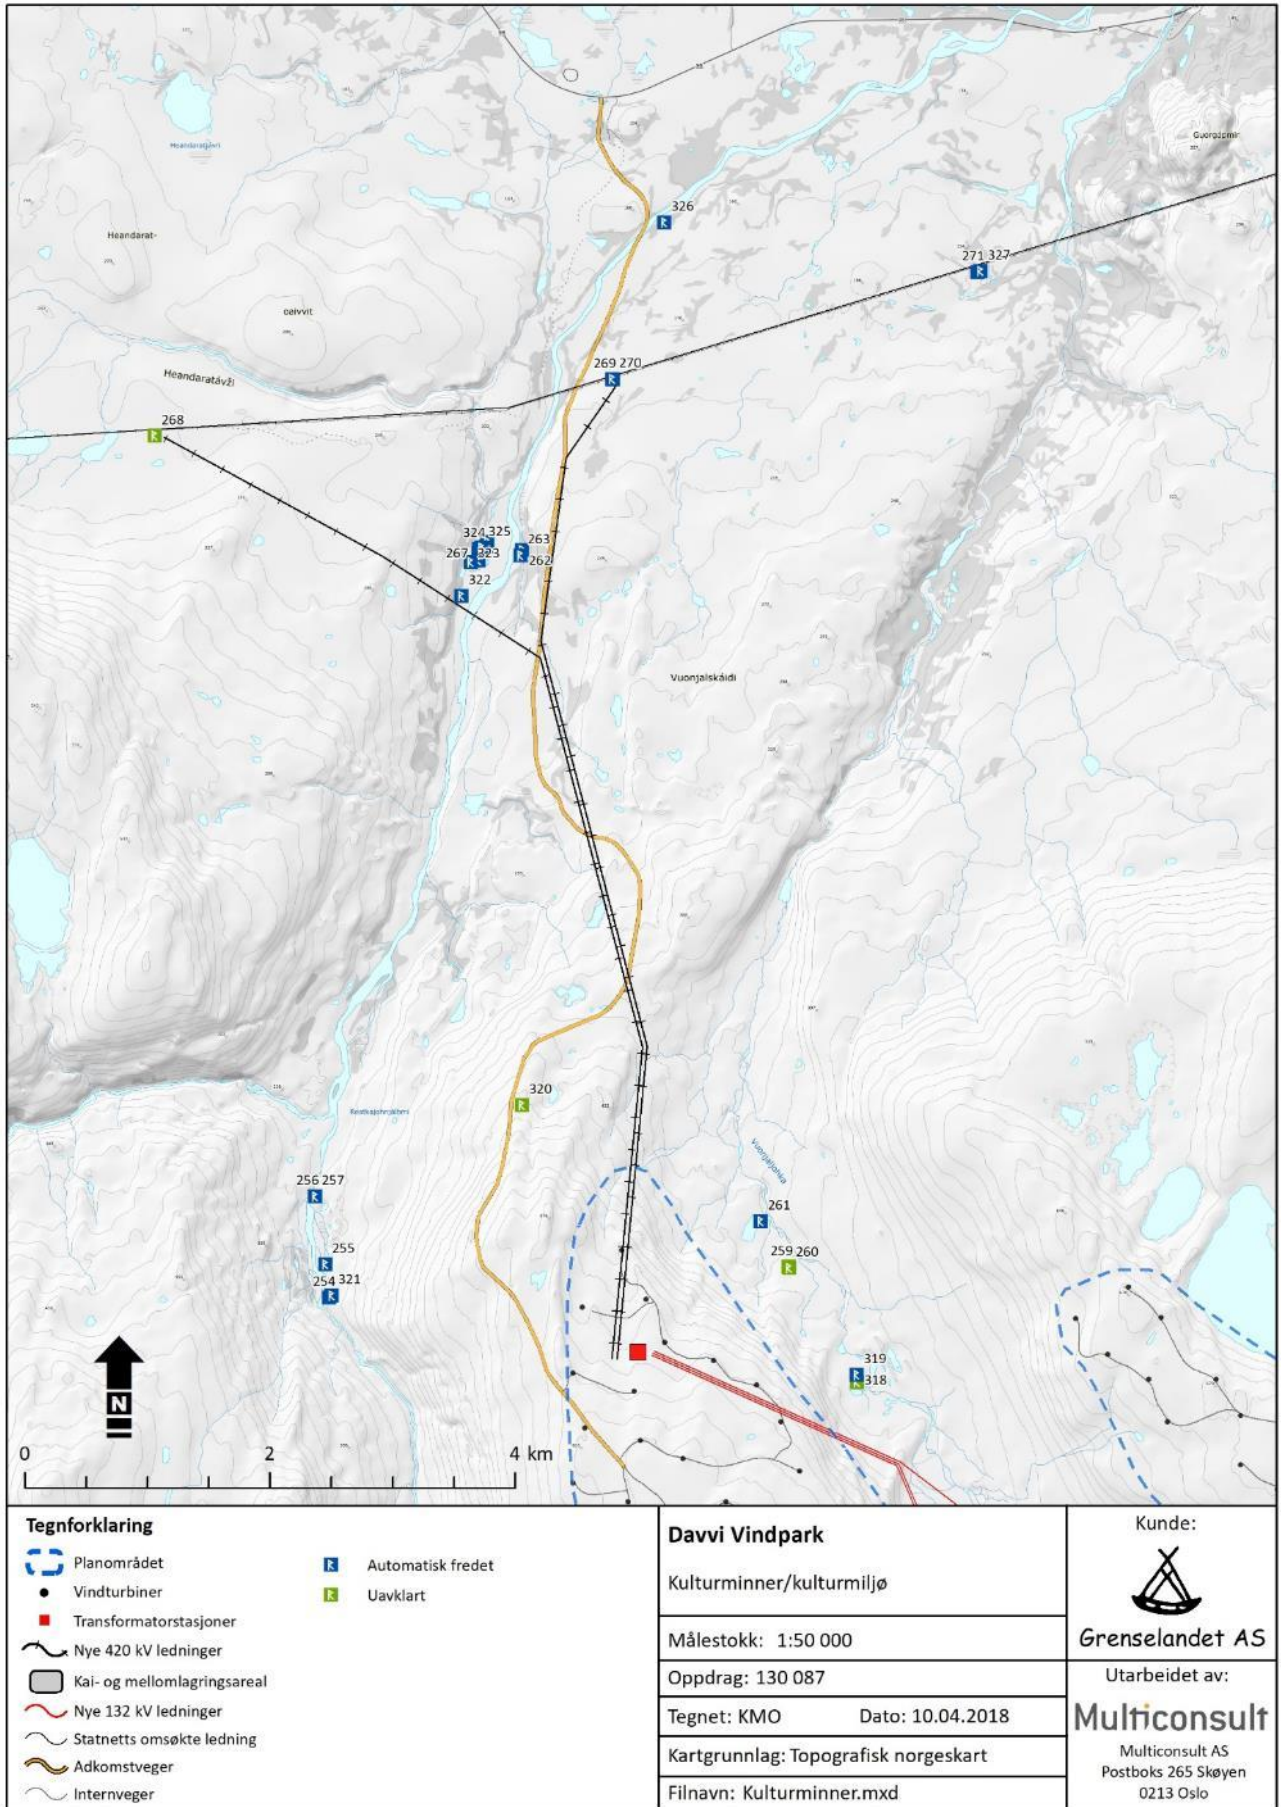 Heandaratjávri
Guorgápmir
326
Heandarat-
271 327
oaivvit
269 270
Heandaratávži
268
324 325
263
267 323
262
322
Vuonjalskáidi
320
Vuonjaljohka
256 257
261
255
259 260
254 321
319
318
N
0 2 4 km
Tegnforklaring
Planområdet
Vindturbiner
Transformatorstasjoner
Nye 420 kV ledninger
Kai- og mellomlagringsareal
Nye 132 kV ledninger
Statnetts omsøkte ledning
Adkomstveger
Internveger
Automatisk fredet
Uavklart
Davvi Vindpark
Kulturminner/kulturmiljø
Målestokk: 1:50 000
Oppdrag: 130 087
Tegnet: KMO Dato: 10.04.2018
Kartgrunnlag: Topografisk norgeskart
Filnavn: Kulturminner.mxd
Kunde:
Grenselandet AS
Utarbeidet av:
Multiconsult
Multiconsult AS
Postboks 265 Skøyen
0213 Oslo